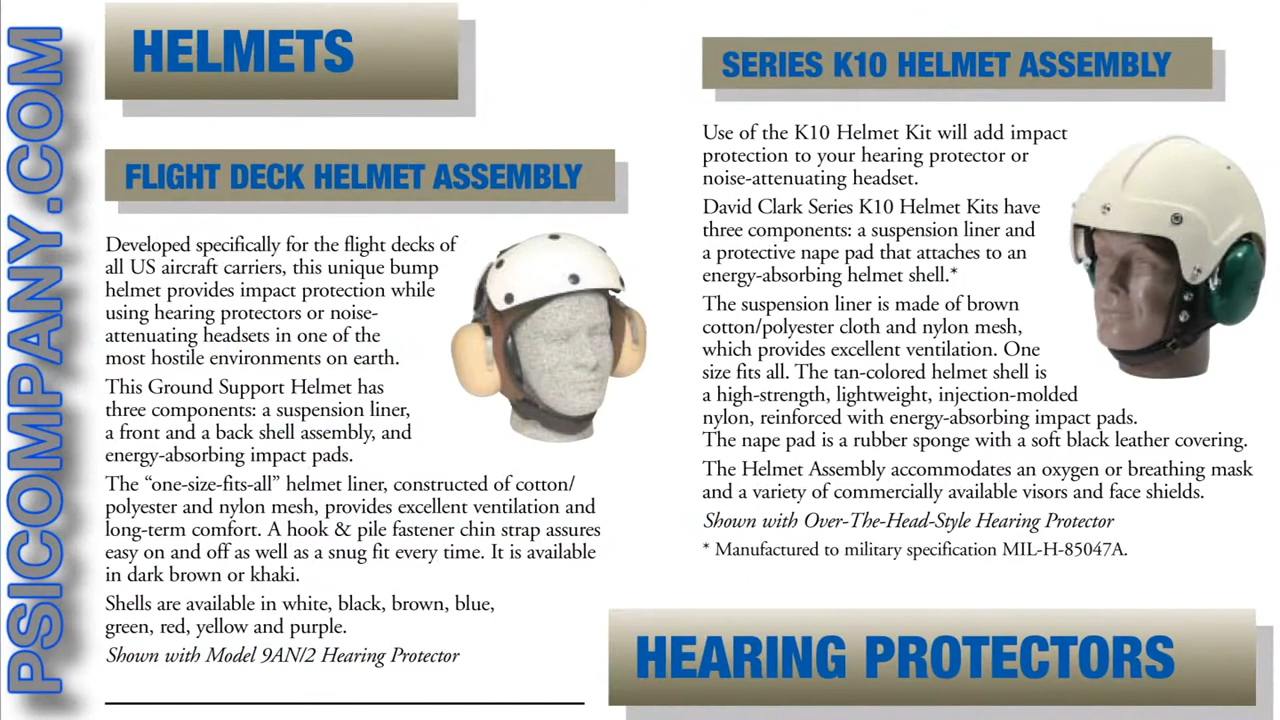 PSICOMPANY.COM
HELMETS
FLIGHT DECK HELMET ASSEMBLY
Developed specifically for the flight decks of
all US aircraft carriers, this unique bump
helmet provides impact protection while
using hearing protectors or noise-
attenuating headsets in one of the
most hostile environments on earth.
This Ground Support Helmet has
three components: a suspension liner,
a front and a back shell assembly, and
energy-absorbing impact pads.
The “one-size-fits-all” helmet liner, constructed of cotton/
polyester and nylon mesh, provides excellent ventilation and
long-term comfort. A hook & pile fastener chin strap assures
easy on and off as well as a snug fit every time. It is available
in dark brown or khaki.
Shells are available in white, black, brown, blue,
green, red, yellow and purple.
Shown with Model 9AN/2 Hearing Protector
SERIES K10 HELMET ASSEMBLY
Use of the K10 Helmet Kit will add impact
protection to your hearing protector or
noise-attenuating headset.
David Clark Series K10 Helmet Kits have
three components: a suspension liner and
a protective nape pad that attaches to an
energy-absorbing helmet shell.*
The suspension liner is made of brown
cotton/polyester cloth and nylon mesh,
which provides excellent ventilation. One
size fits all. The tan-colored helmet shell is
a high-strength, lightweight, injection-molded
nylon, reinforced with energy-absorbing impact pads.
The nape pad is a rubber sponge with a soft black leather covering.
The Helmet Assembly accommodates an oxygen or breathing mask
and a variety of commercially available visors and face shields.
Shown with Over-The-Head-Style Hearing Protector
* Manufactured to military specification MIL-H-85047A.
HEARING PROTECTORS